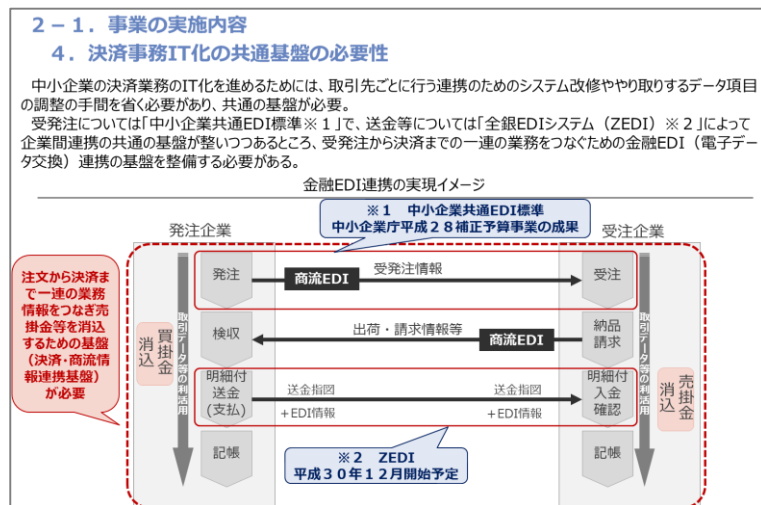 ２－１．事業の実施内容
４．決済事務IT化の共通基盤の必要性
中小企業の決済業務のIT化を進めるためには、取引先ごとに行う連携のためのシステム改修ややり取りするデータ項目
の調整の手間を省く必要があり、共通の基盤が必要。
受発注については「中小企業共通EDI標準※１」で、送金等については「全銀EDIシステム（ZEDI）※２」によって
企業間連携の共通の基盤が整いつつあるところ、受発注から決済までの一連の業務をつなぐための金融EDI（電子デー
タ交換）連携の基盤を整備する必要がある。
金融EDI連携の実現イメージ
※１　中小企業共通EDI標準
中小企業庁平成２８補正予算事業の成果
発注企業
受注企業
注文から決済ま
で一連の業務
情報をつなぎ売
掛金等を消込
するための基盤
（決済・商流情
報連携基盤）
が必要
取引データ等の利活用
買掛金
消込
発注
商流EDI
受発注情報
受注
検収
出荷・請求情報等
商流EDI
納品
請求
明細付
送金
(支払)
送金指図
＋EDI情報
送金指図
＋EDI情報
明細付
入金
確認
記帳
記帳
取引データ等の利活用
売掛金
消込
※２　ZEDI
平成３０年１２月開始予定